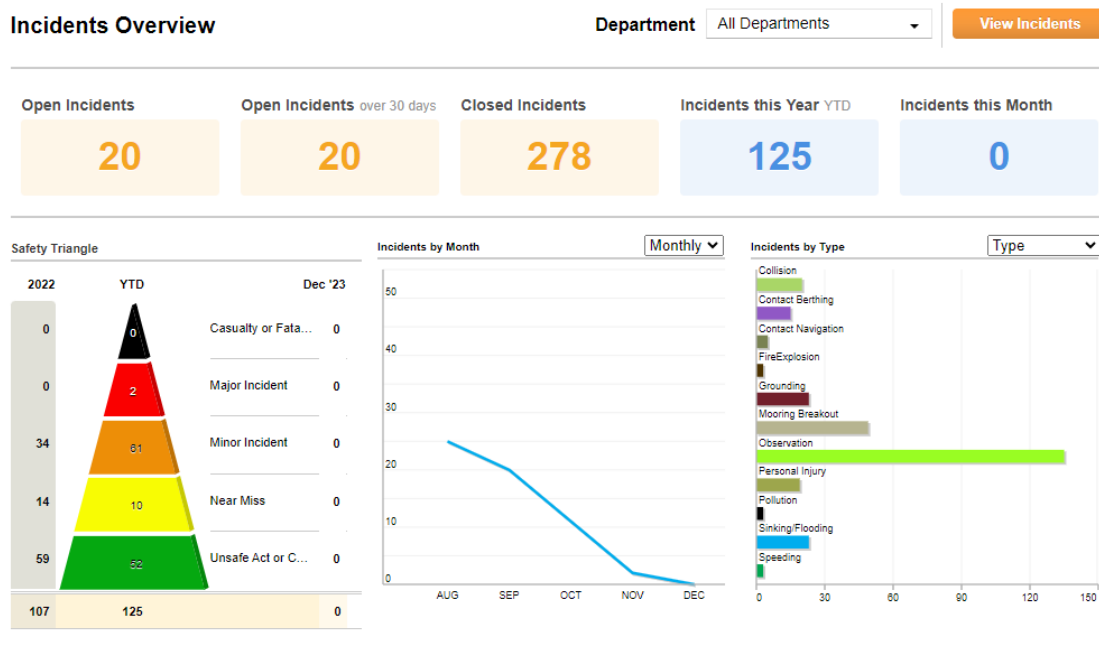 Incidents Overview
Department All Departments View Incidents
Open Incidents
20
Open Incidents over 30 days
20
Closed Incidents
278
Incidents this Year YTD
125
Incidents this Month
0
Safety Triangle
2022 YTD Dec '23
0 0 Casualty or Fata... 0
0 2 Major Incident 0
34 61 Minor Incident 0
14 10 Near Miss 0
59 52 Unsafe Act or C... 0
107 125 0
Incidents by Month Monthly
50
40
30
20
10
0
AUG SEP OCT NOV DEC
Incidents by Type Type
Collision
Contact Berthing
Contact Navigation
FireExplosion
Grounding
Mooring Breakout
Observation
Personal Injury
Pollution
Sinking/Flooding
Speeding
0 30 60 90 120 150